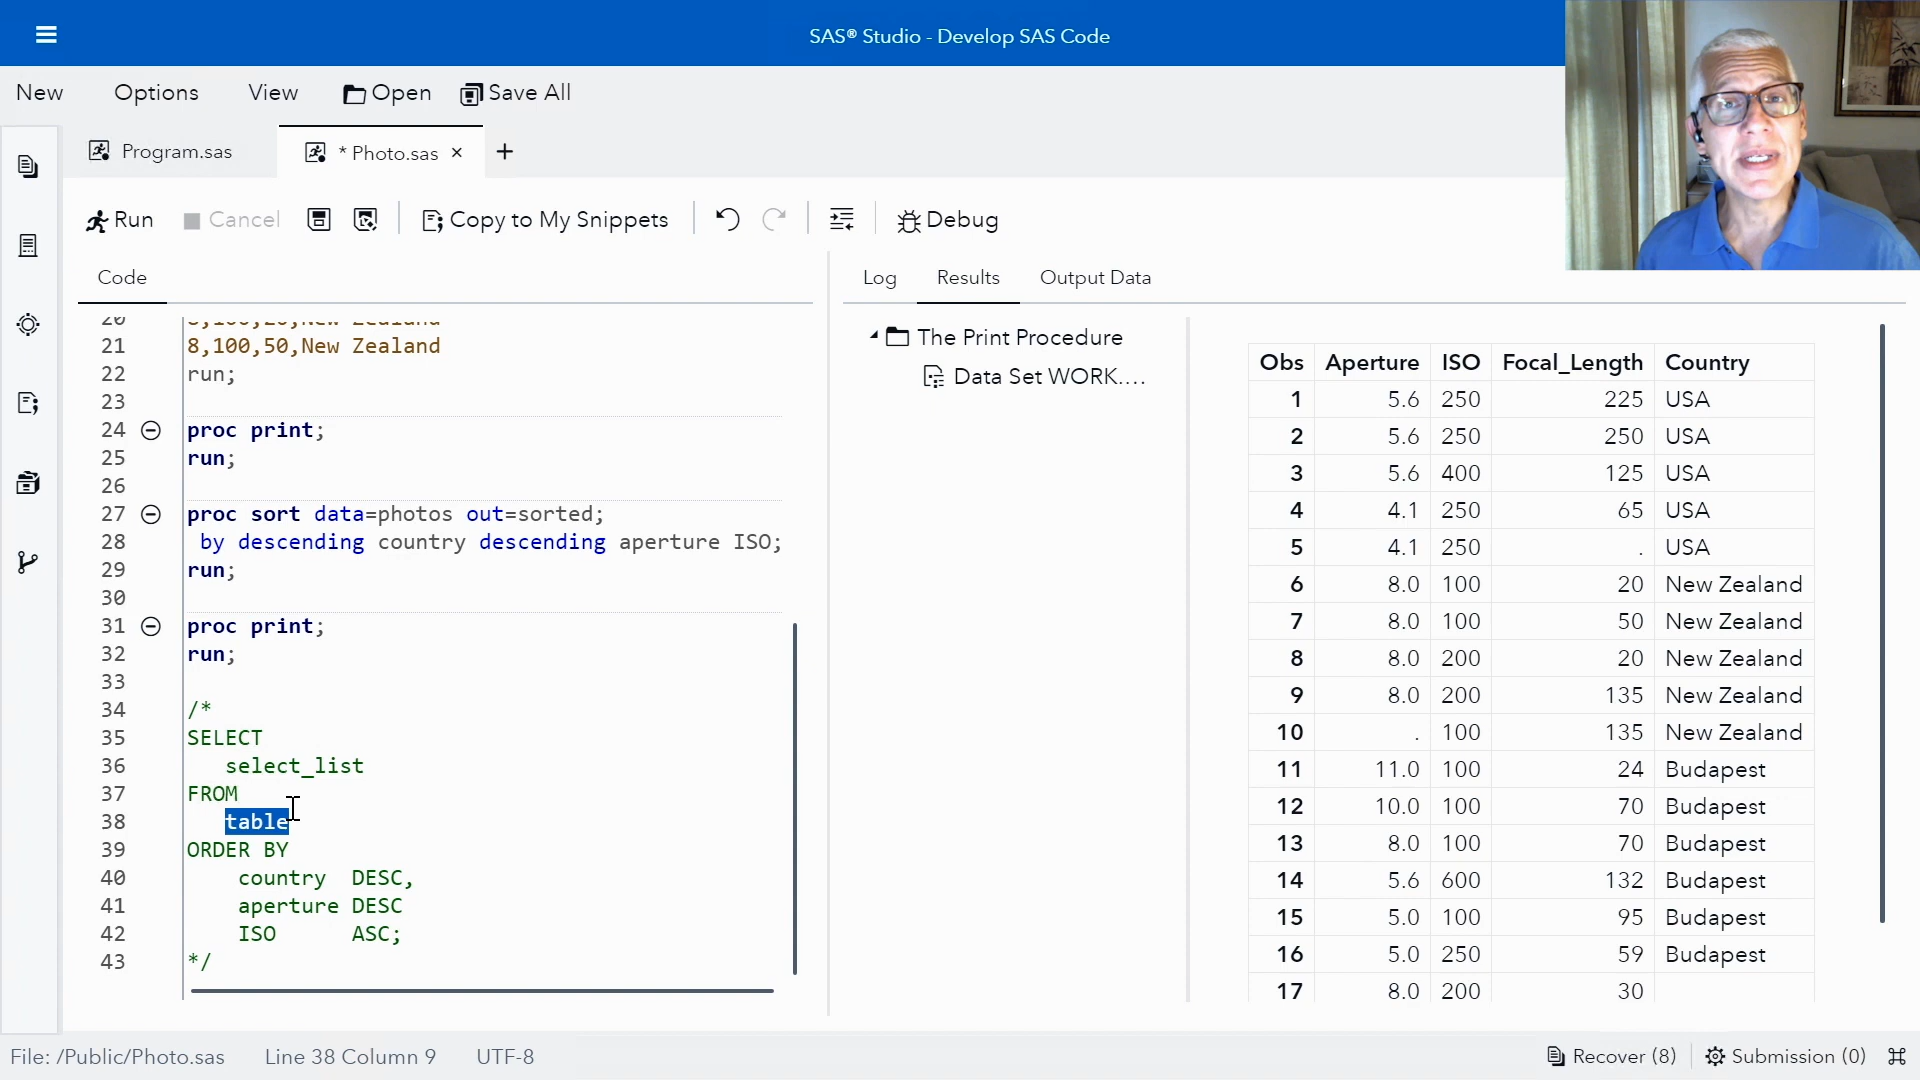 SAS® Studio - Develop SAS Code
New Options View Open Save All
Program.sas * Photo.sas × +
Run Cancel Copy to My Snippets Debug
Code
Log Results Output Data
21 8,100,50,New Zealand
22 run;
23
24 proc print;
25 run;
26
27 proc sort data=photos out=sorted;
28 by descending country descending aperture ISO;
29 run;
30
31 proc print;
32 run;
33
34 /*
35 SELECT
36 select_list
37 FROM
38 table
39 ORDER BY
40 country DESC,
41 aperture DESC
42 ISO ASC;
43 */
The Print Procedure
Data Set WORK....
Obs Aperture ISO Focal_Length Country
1 5.6 250 225 USA
2 5.6 250 250 USA
3 5.6 400 125 USA
4 4.1 250 65 USA
5 4.1 250 . USA
6 8.0 100 20 New Zealand
7 8.0 100 50 New Zealand
8 8.0 200 20 New Zealand
9 8.0 200 135 New Zealand
10 . 100 135 New Zealand
11 11.0 100 24 Budapest
12 10.0 100 70 Budapest
13 8.0 100 70 Budapest
14 5.6 600 132 Budapest
15 5.0 100 95 Budapest
16 5.0 250 59 Budapest
17 8.0 200 30
File: /Public/Photo.sas Line 38 Column 9 UTF-8
Recover (8) Submission (0)